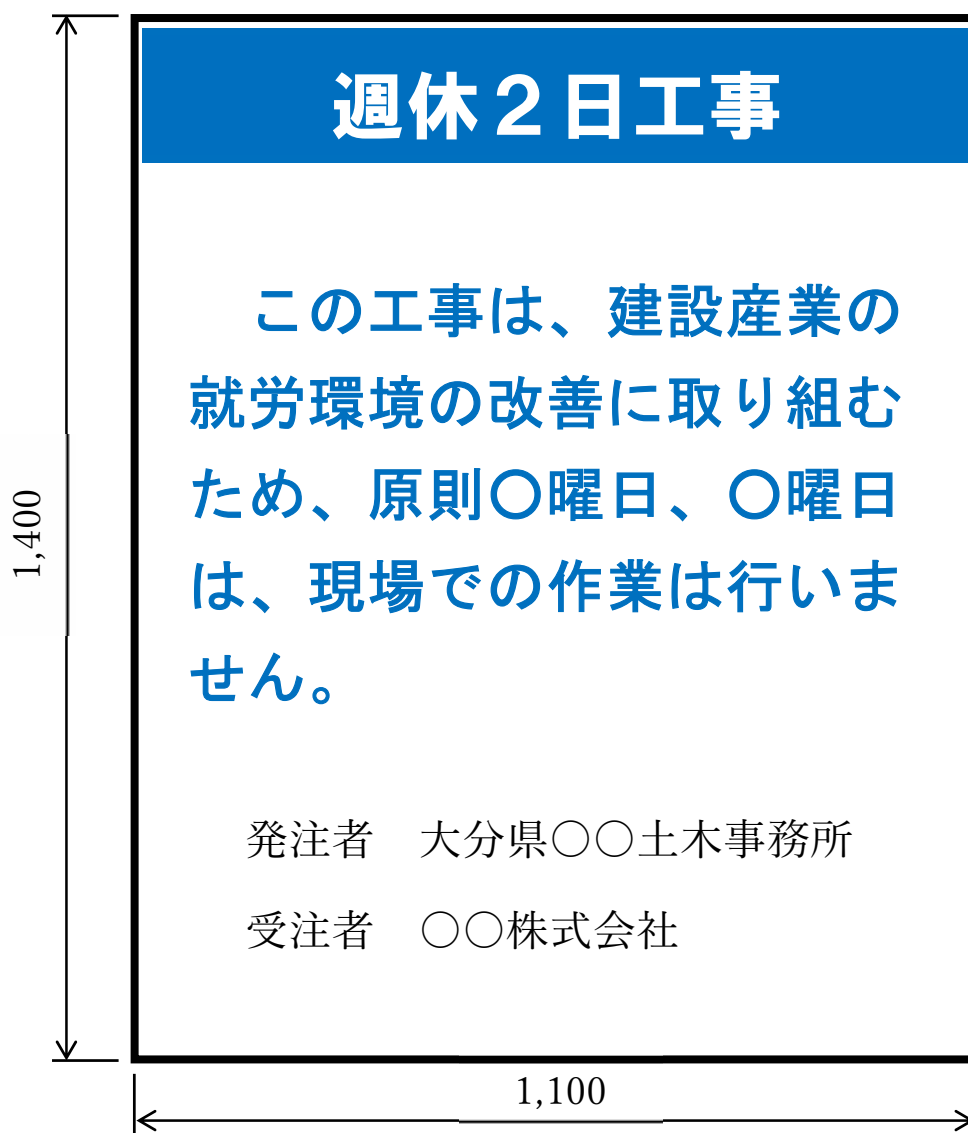 週休２日工事
　この工事は、建設産業の
就労環境の改善に取り組む
ため、原則〇曜日、〇曜日
は、現場での作業は行いま
せん。
発注者　大分県○○土木事務所
受注者　○○株式会社
1,400
1,100